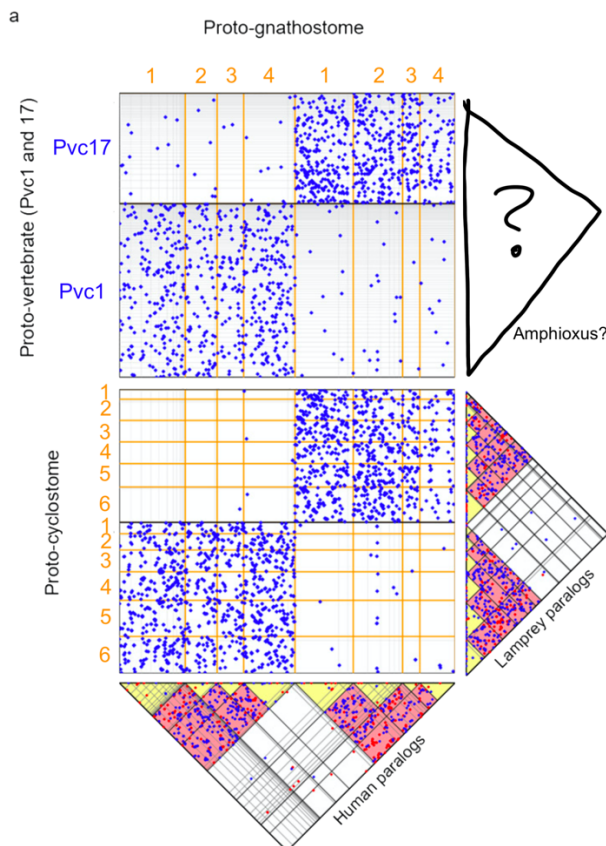 a
Proto-gnathostome
1 2 3 4 1 2 3 4
Proto-vertebrate (Pvc1 and 17)
Pvc17
Pvc1
?
Amphioxus?
Proto-cyclostome
1
2
3
4
5
6
1
2
3
4
5
6
Lamprey paralogs
Human paralogs